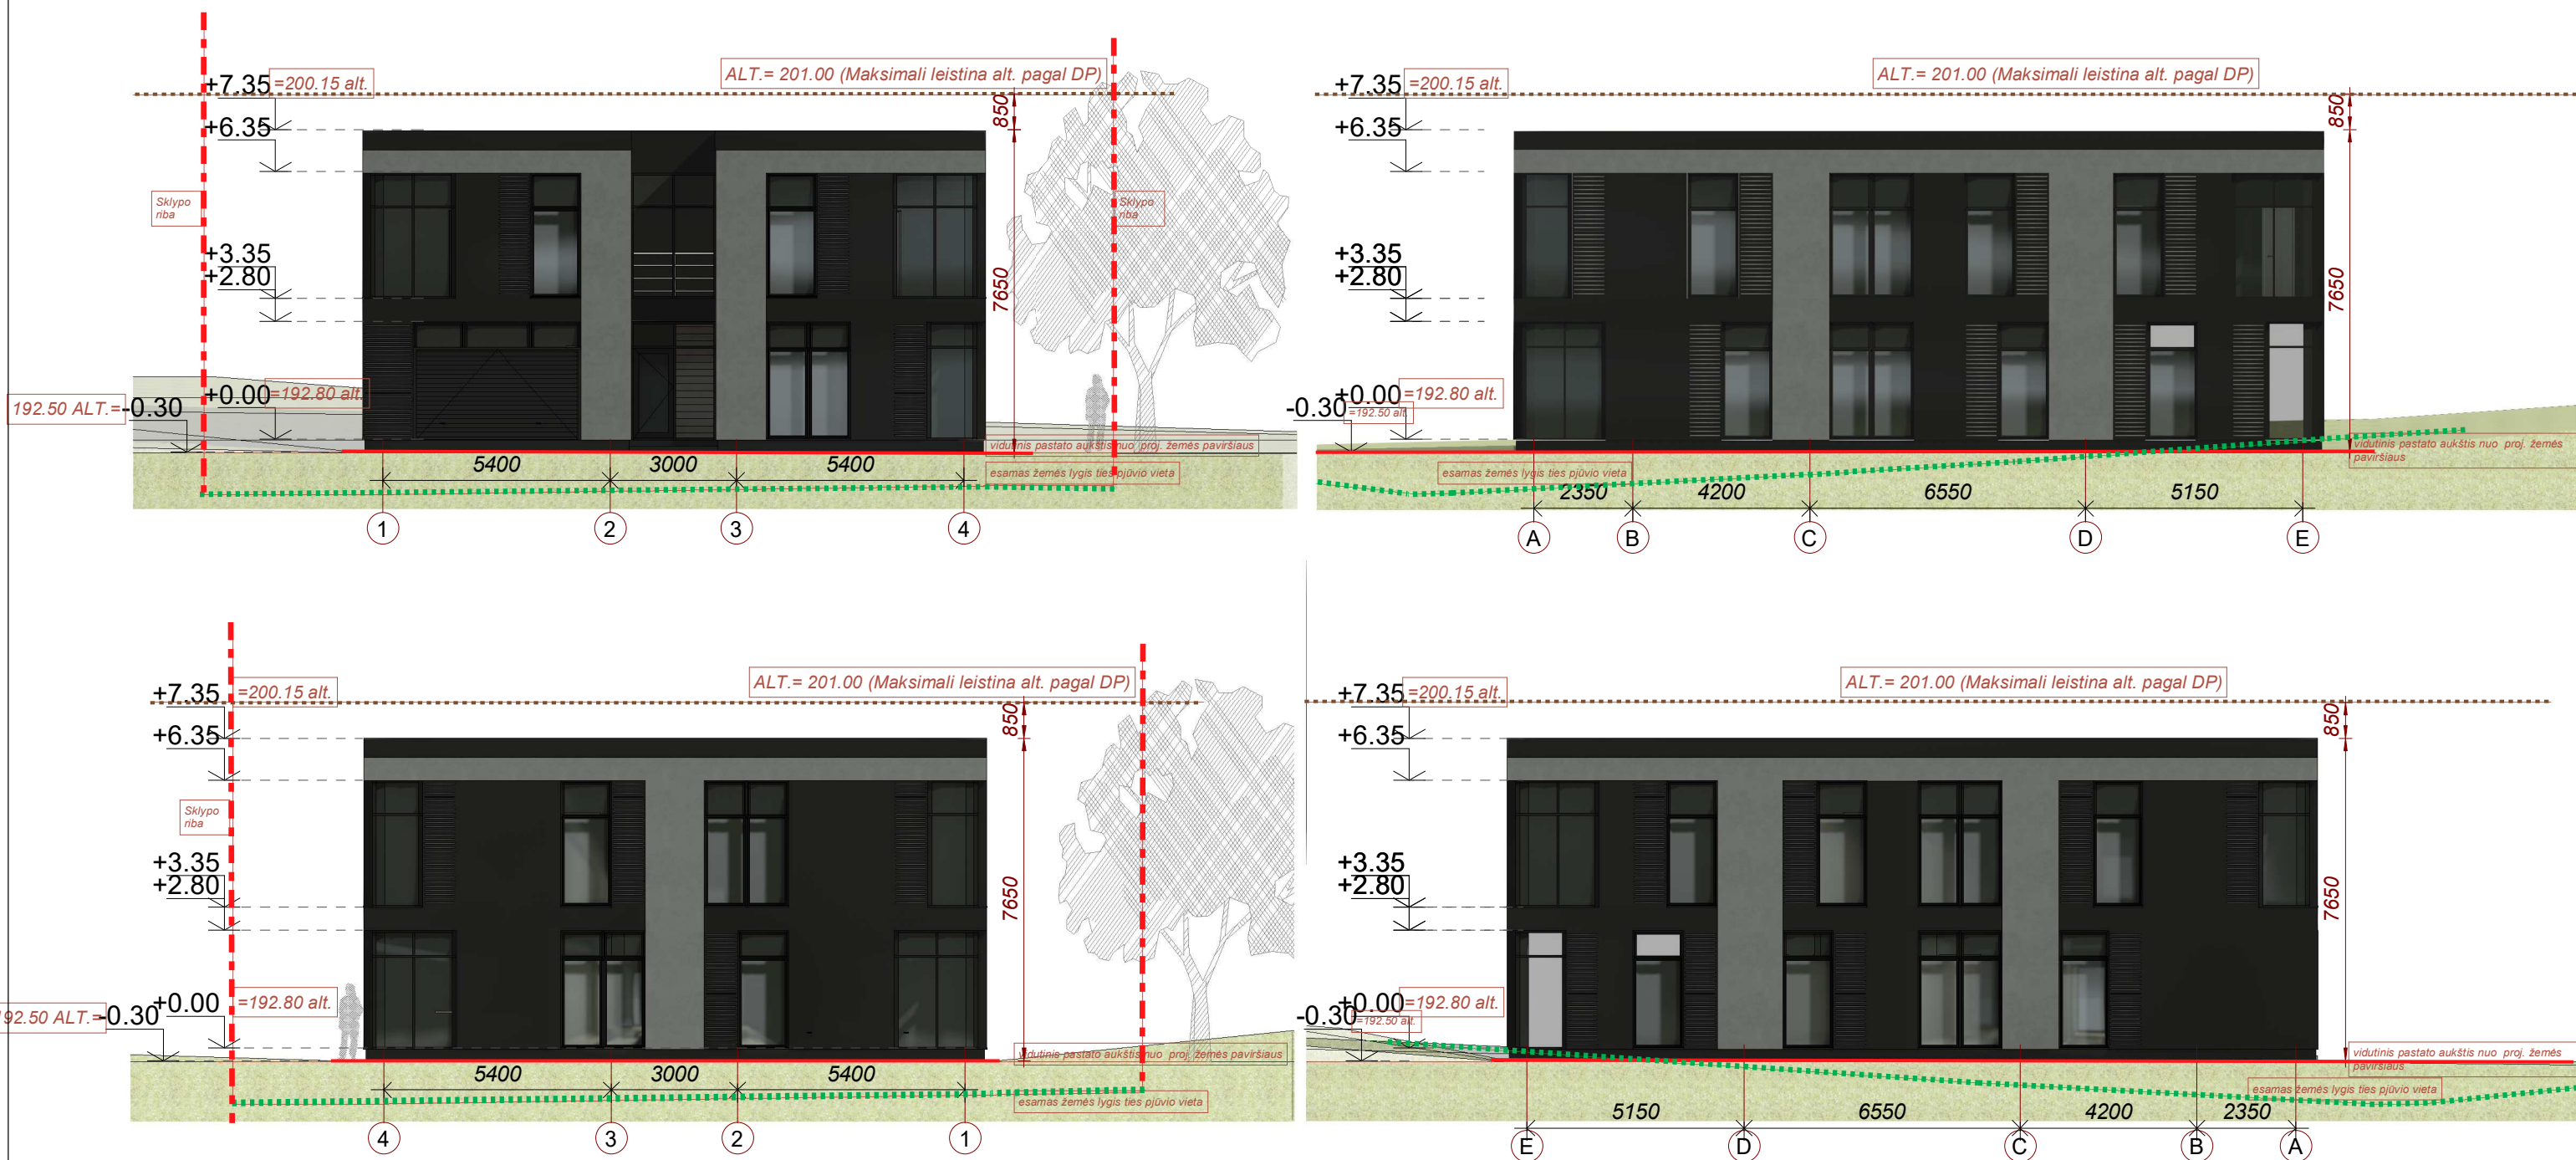 +7.35 =200.15 alt.
ALT.= 201.00 (Maksimali leistina alt. pagal DP)
850
+6.35
Sklypo
riba
Sklypo
riba
+3.35
+2.80
7650
+0.00 =192.80 alt.
192.50 ALT.= -0.30
vidutinis pastato aukštis nuo proj. žemės paviršiaus
esamas žemės lygis ties pjūvio vieta
5400 3000 5400
1 2 3 4
+7.35 =200.15 alt.
ALT.= 201.00 (Maksimali leistina alt. pagal DP)
850
+6.35
+3.35
+2.80
7650
+0.00 =192.80 alt.
-0.30 =192.50 alt.
vidutinis pastato aukštis nuo proj. žemės
paviršiaus
esamas žemės lygis ties pjūvio vieta
2350 4200 6550 5150
A B C D E
+7.35 =200.15 alt.
ALT.= 201.00 (Maksimali leistina alt. pagal DP)
850
+6.35
Sklypo
riba
+3.35
+2.80
7650
+0.00 =192.80 alt.
92.50 ALT.= -0.30
vidutinis pastato aukštis nuo proj. žemės paviršiaus
esamas žemės lygis ties pjūvio vieta
5400 3000 5400
4 3 2 1
+7.35 =200.15 alt.
ALT.= 201.00 (Maksimali leistina alt. pagal DP)
850
+6.35
+3.35
+2.80
7650
+0.00 =192.80 alt.
-0.30 =192.50 alt.
vidutinis pastato aukštis nuo proj. žemės
paviršiaus
esamas žemės lygis ties pjūvio vieta
5150 6550 4200 2350
E D C B A